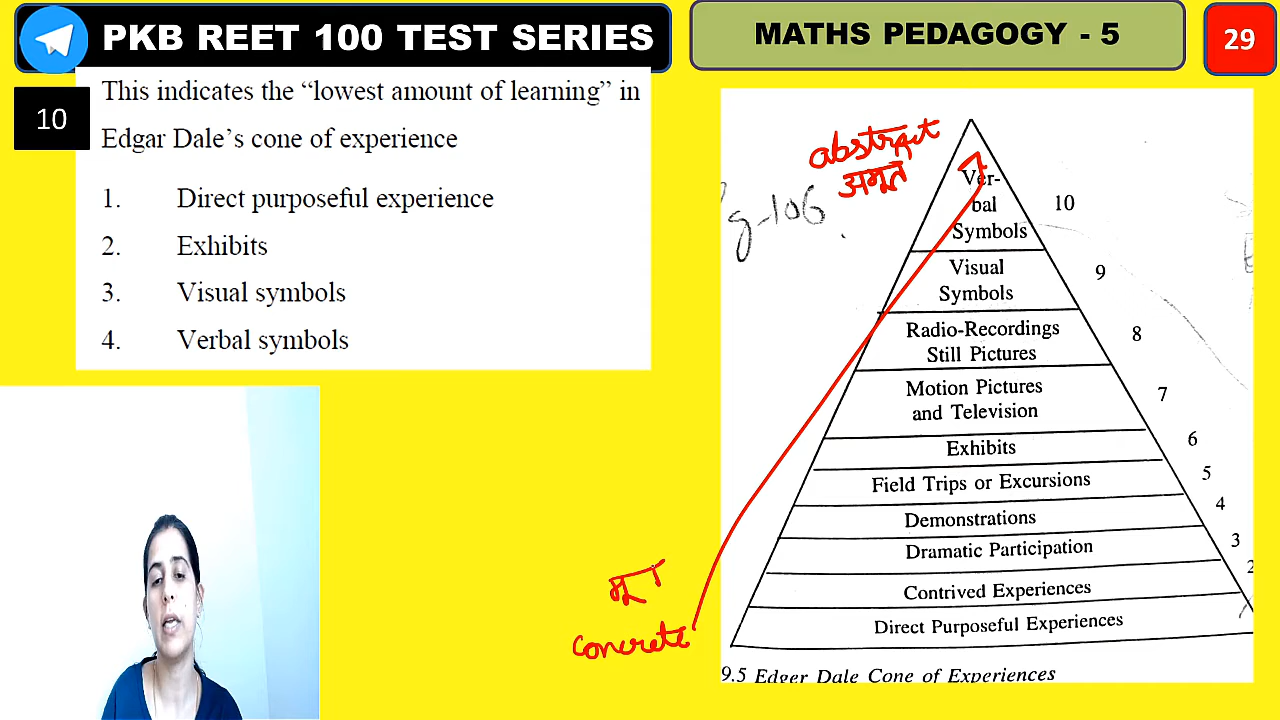 PKB REET 100 TEST SERIES
MATHS PEDAGOGY - 5
29
10
This indicates the “lowest amount of learning” in
Edgar Dale’s cone of experience
1. Direct purposeful experience
2. Exhibits
3. Visual symbols
4. Verbal symbols
abstract
अमूर्त
g-106
Ver-
bal
Symbols
10
Visual
Symbols
9
Radio-Recordings
Still Pictures
8
Motion Pictures
and Television
7
Exhibits
6
Field Trips or Excursions
5
Demonstrations
4
Dramatic Participation
3
Contrived Experiences
2
Direct Purposeful Experiences
concrete
9.5 Edger Dale Cone of Experiences